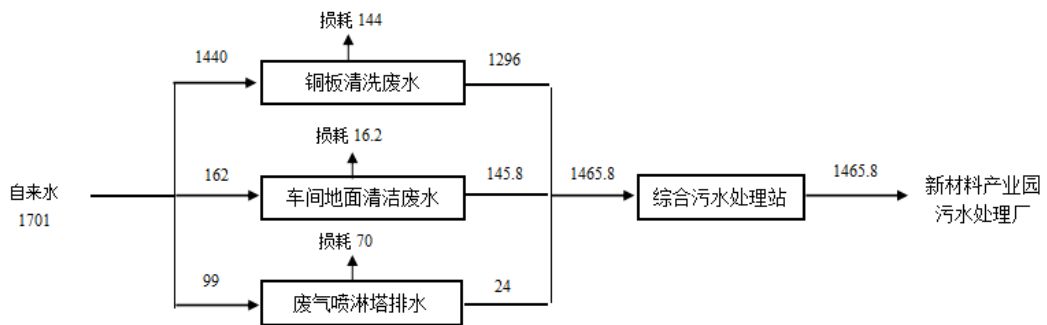 损耗 144
1440
铜板清洗废水
1296
损耗 16.2
自来水
1701
162
车间地面清洁废水
145.8
1465.8
综合污水处理站
1465.8
新材料产业园
污水处理厂
损耗 70
99
废气喷淋塔排水
24